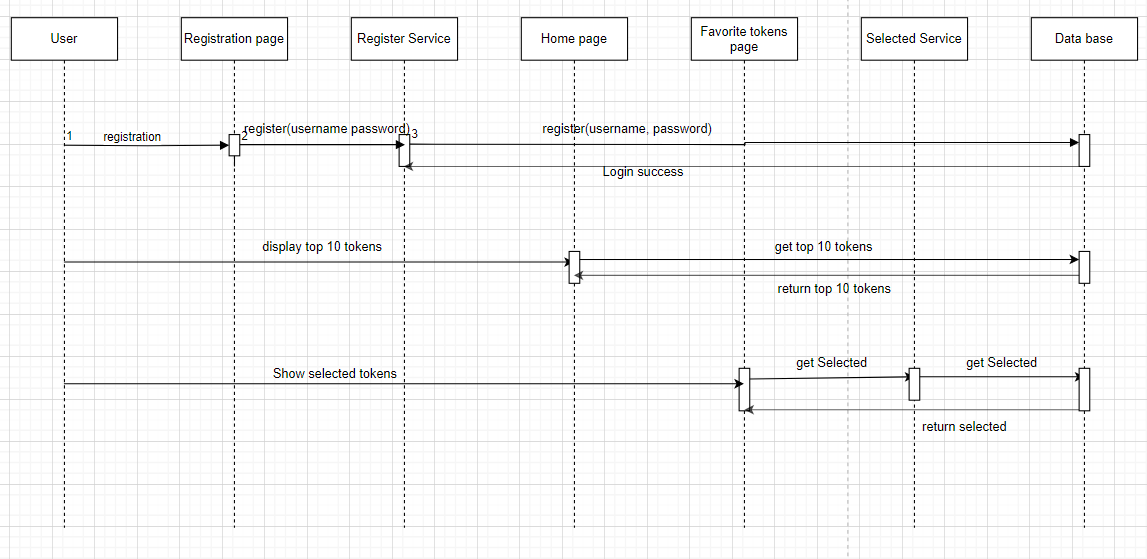 User
Registration page
Register Service
Home page
Favorite tokens
page
Selected Service
Data base
1
registration
2
register(username password)
3
register(username, password)
Login success
display top 10 tokens
get top 10 tokens
return top 10 tokens
Show selected tokens
get Selected
get Selected
return selected